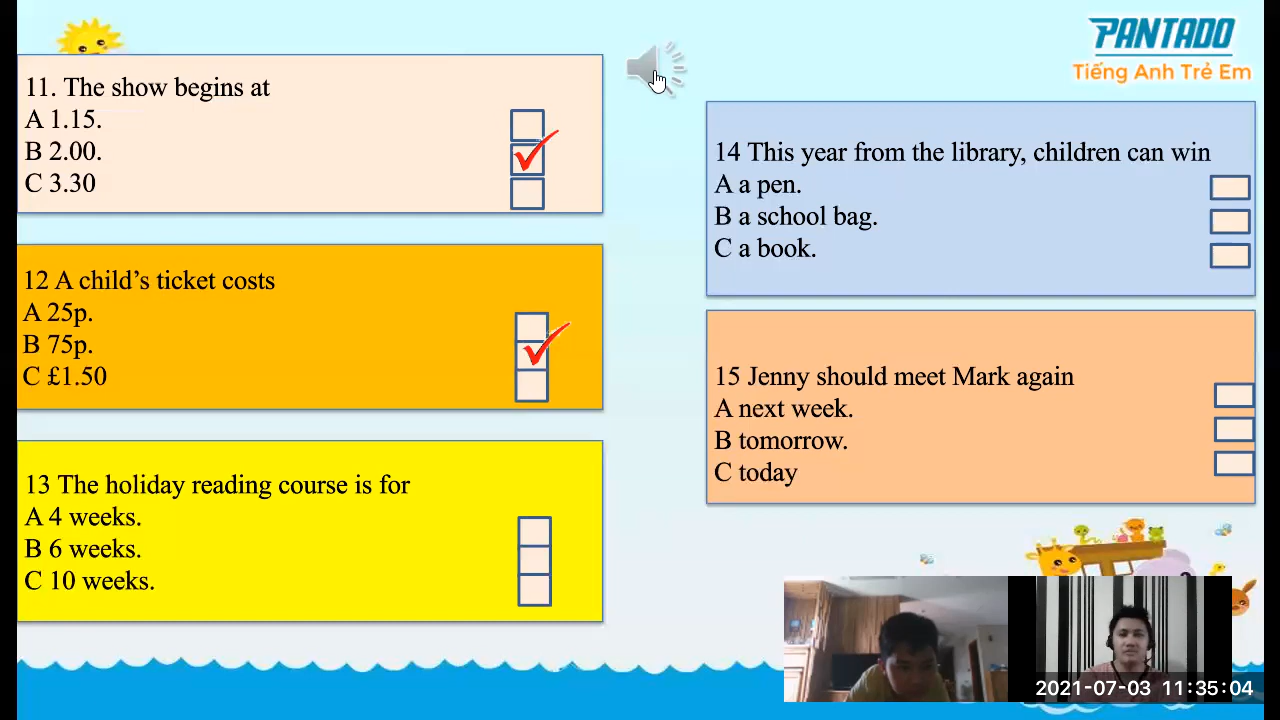 PANTADO
Tiếng Anh Trẻ Em
11. The show begins at
A 1.15.
B 2.00.
C 3.30
12 A child’s ticket costs
A 25p.
B 75p.
C £1.50
13 The holiday reading course is for
A 4 weeks.
B 6 weeks.
C 10 weeks.
14 This year from the library, children can win
A a pen.
B a school bag.
C a book.
15 Jenny should meet Mark again
A next week.
B tomorrow.
C today
2021-07-03 11:35:04